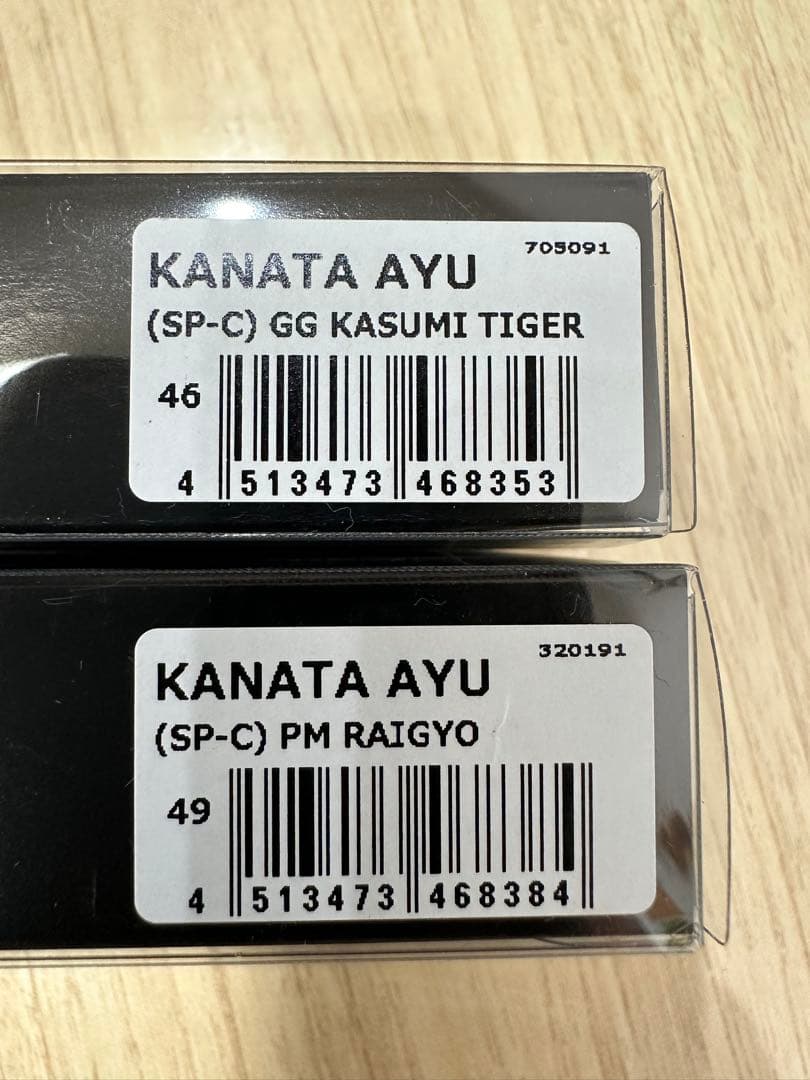 705091
KANATA AYU
(SP-C) GG KASUMI TIGER
46
4 513473 468353
320191
KANATA AYU
(SP-C) PM RAIGYO
49
4 513473 468384